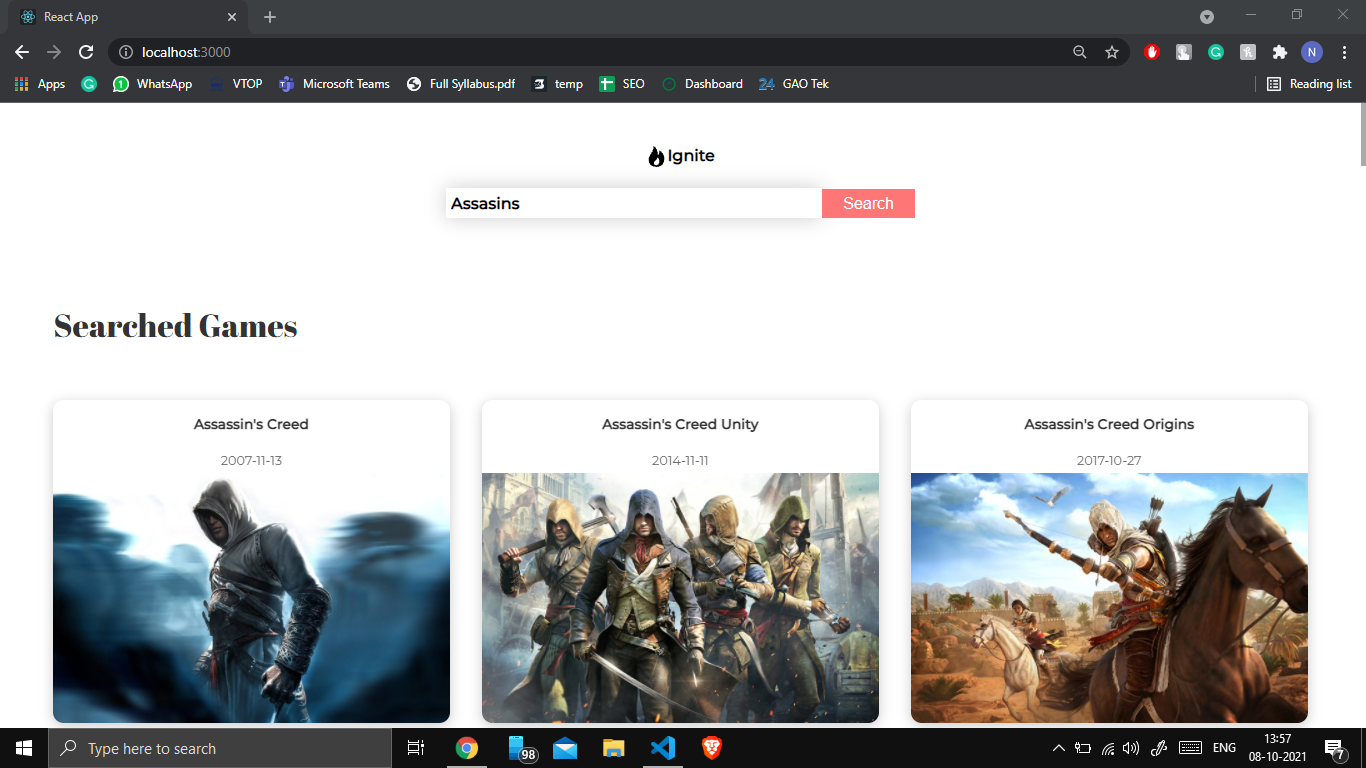 React App
localhost:3000
Apps WhatsApp VTOP Microsoft Teams Full Syllabus.pdf temp SEO Dashboard 24 GAO Tek Reading list
Ignite
Assasins Search
Searched Games
Assassin's Creed
2007-11-13
Assassin's Creed Unity
2014-11-11
Assassin's Creed Origins
2017-10-27
Type here to search
98
ENG
13:57
08-10-2021
7
N